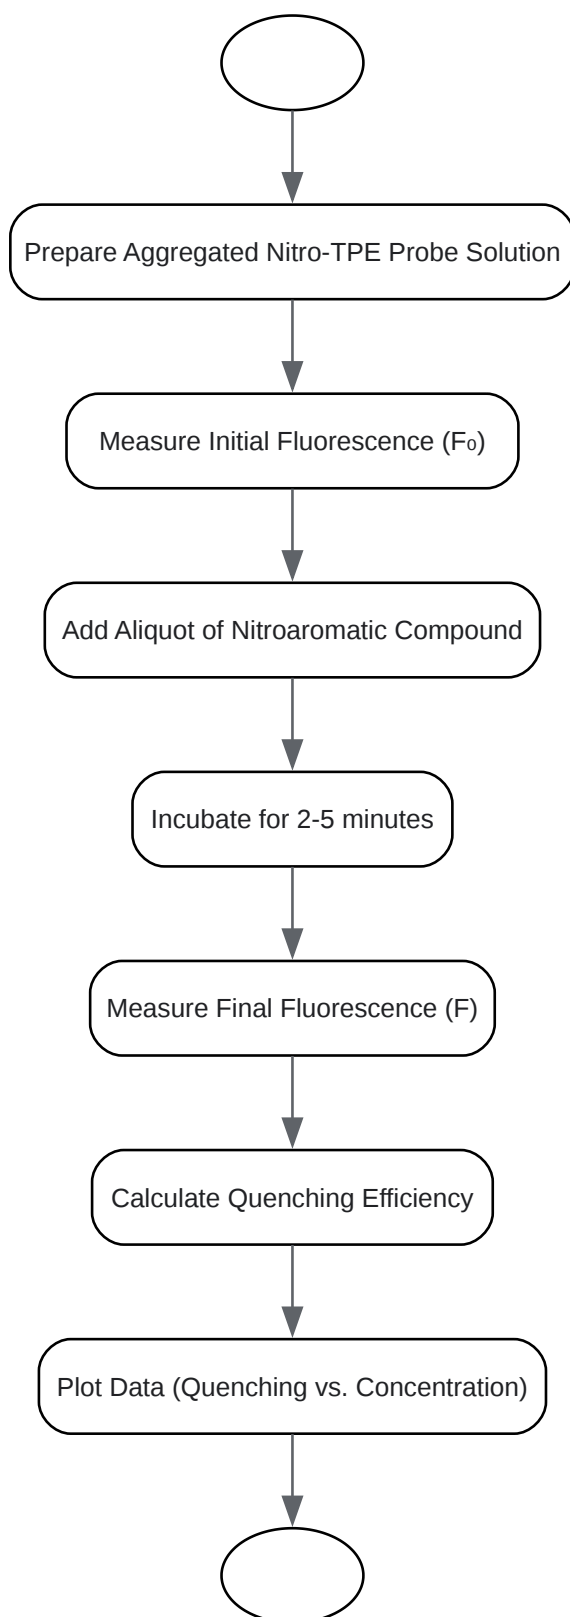 Prepare Aggregated Nitro-TPE Probe Solution
Measure Initial Fluorescence (F₀)
Add Aliquot of Nitroaromatic Compound
Incubate for 2-5 minutes
Measure Final Fluorescence (F)
Calculate Quenching Efficiency
Plot Data (Quenching vs. Concentration)